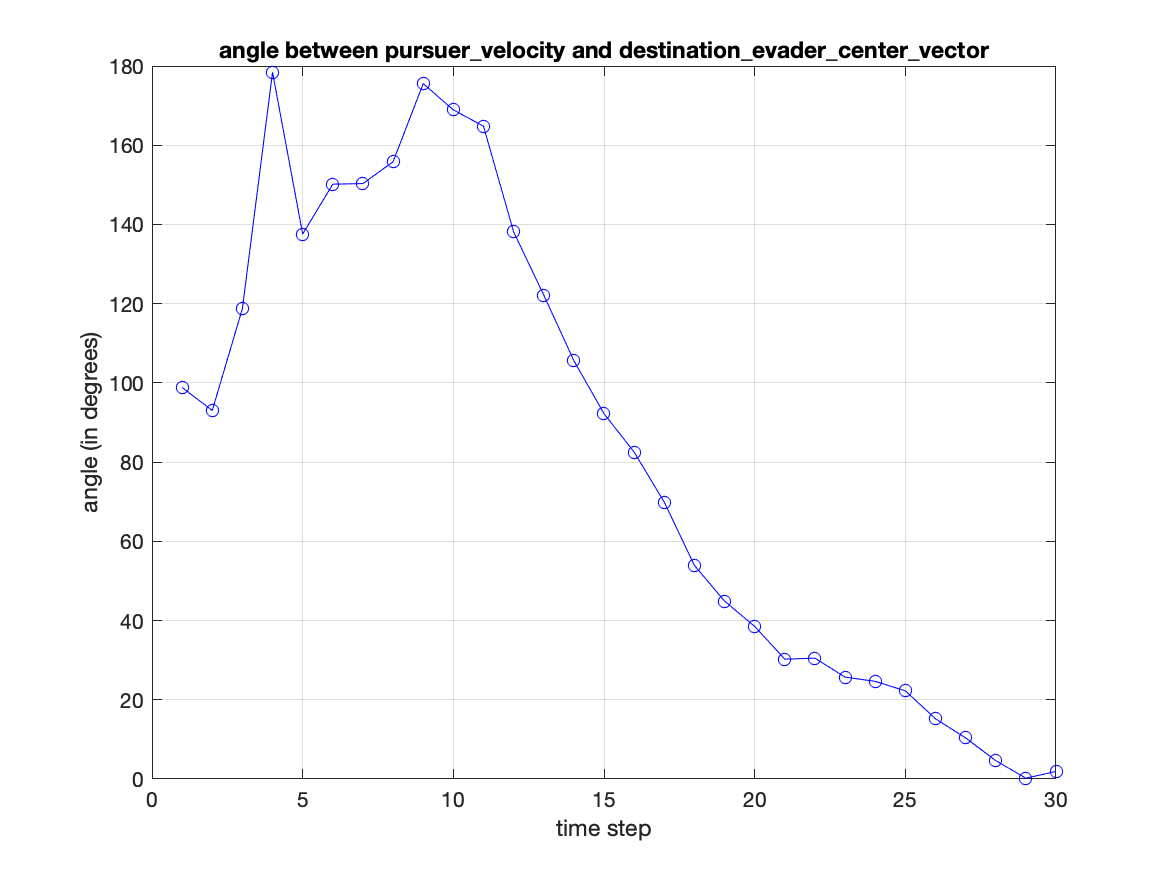 angle between pursuer_velocity and destination_evader_center_vector
180
160
140
120
100
80
60
40
20
0
angle (in degrees)
0 5 10 15 20 25 30
time step